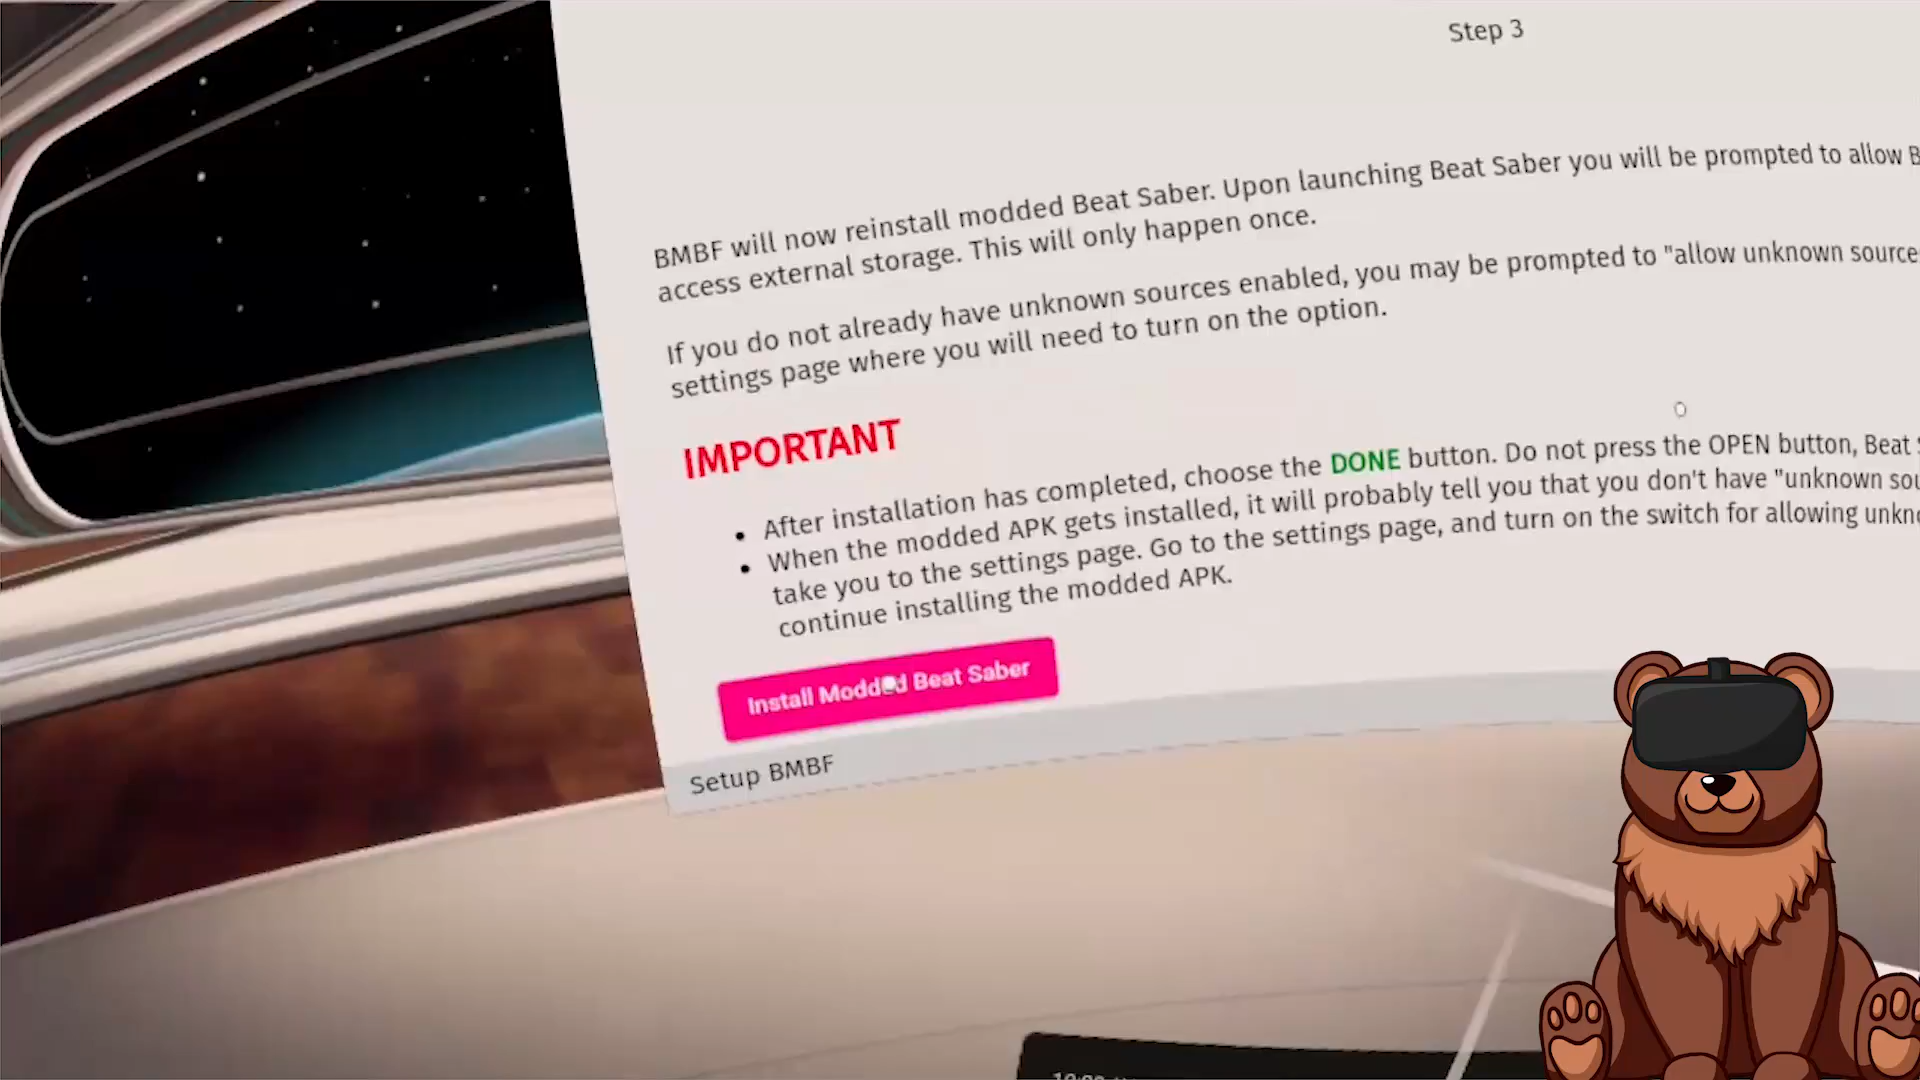 Step 3
BMBF will now reinstall modded Beat Saber. Upon launching Beat Saber you will be prompted to allow B
access external storage. This will only happen once.
If you do not already have unknown sources enabled, you may be prompted to "allow unknown source
settings page where you will need to turn on the option.
IMPORTANT
• After installation has completed, choose the DONE button. Do not press the OPEN button, Beat
• When the modded APK gets installed, it will probably tell you that you don't have "unknown sou
take you to the settings page. Go to the settings page, and turn on the switch for allowing unkn
continue installing the modded APK.
Install Modded Beat Saber
Setup BMBF